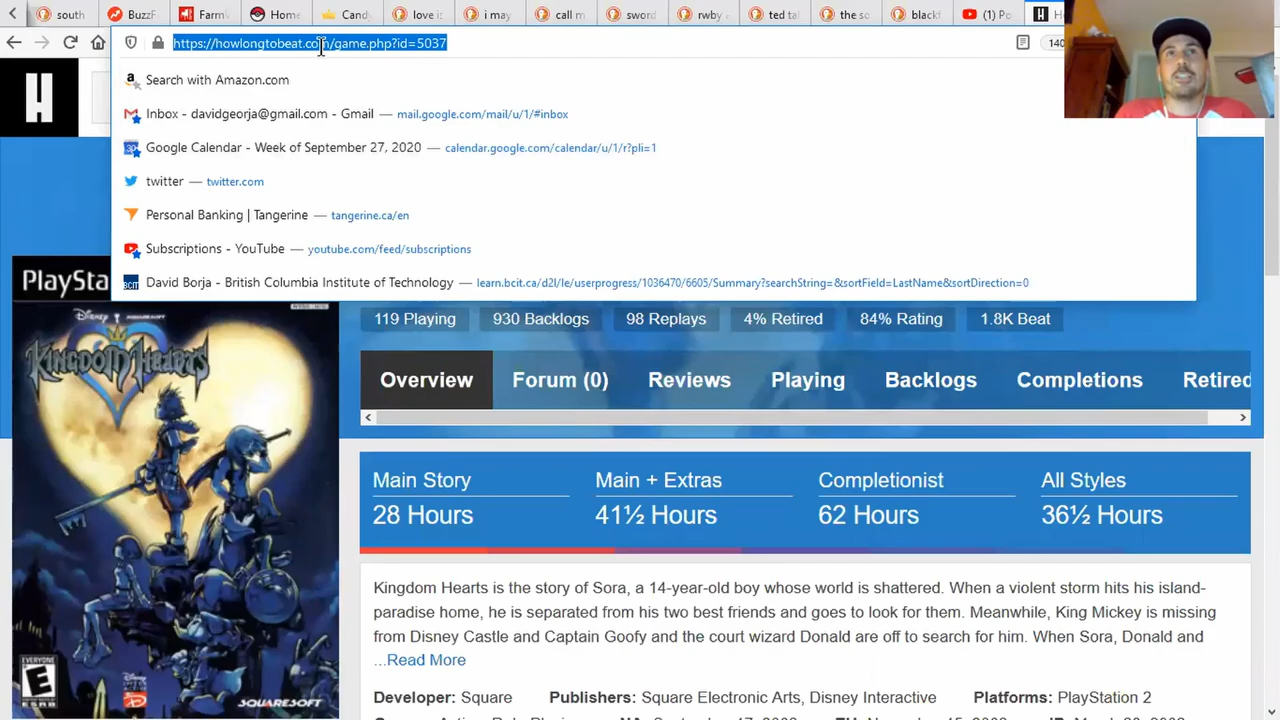 south
BuzzF
Farm
Home
Candy
love is
i may
call m
sword
rwby
ted tal
the so
blackf
(1) Po
H
https://howlongtobeat.com/game.php?id=5037
140
Search with Amazon.com
Inbox - davidgeorja@gmail.com - Gmail — mail.google.com/mail/u/1/#inbox
Google Calendar - Week of September 27, 2020 — calendar.google.com/calendar/u/1/r?pli=1
twitter — twitter.com
Personal Banking | Tangerine — tangerine.ca/en
Subscriptions - YouTube — youtube.com/feed/subscriptions
David Borja - British Columbia Institute of Technology — learn.bcit.ca/d2l/le/userprogress/1036470/6605/Summary?searchString=&sortField=LastName&sortDirection=0
PlaySta
Disney SQUARESOFT
KINGDOM HEARTS
EVERYONE
E
ESRB
119 Playing 930 Backlogs 98 Replays 4% Retired 84% Rating 1.8K Beat
Overview Forum (0) Reviews Playing Backlogs Completions Retired
Main Story Main + Extras Completionist All Styles
28 Hours 41½ Hours 62 Hours 36½ Hours
Kingdom Hearts is the story of Sora, a 14-year-old boy whose world is shattered. When a violent storm hits his island-
paradise home, he is separated from his two best friends and goes to look for them. Meanwhile, King Mickey is missing
from Disney Castle and Captain Goofy and the court wizard Donald are off to search for him. When Sora, Donald and
...Read More
Developer: Square Publishers: Square Electronic Arts, Disney Interactive Platforms: PlayStation 2